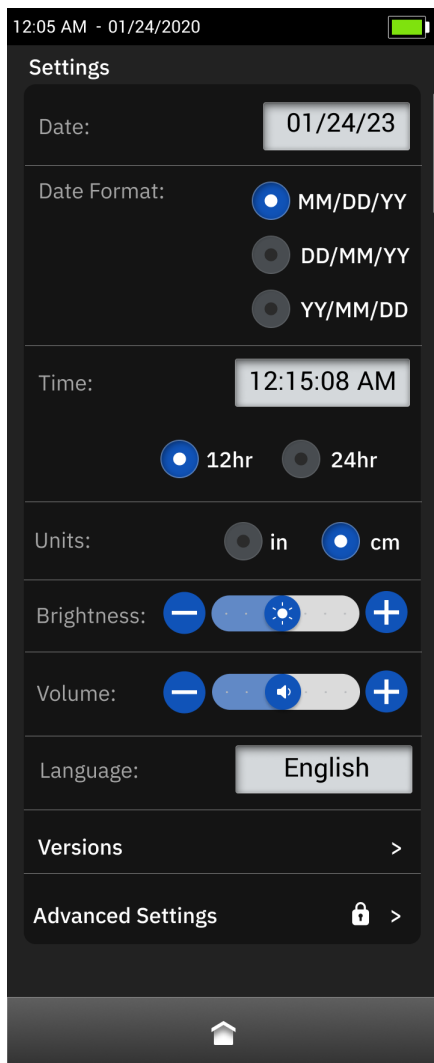 12:05 AM - 01/24/2020
Settings
Date: 01/24/23
Date Format: MM/DD/YY
DD/MM/YY
YY/MM/DD
Time: 12:15:08 AM
12hr 24hr
Units: in cm
Brightness:
Volume:
Language: English
Versions >
Advanced Settings >